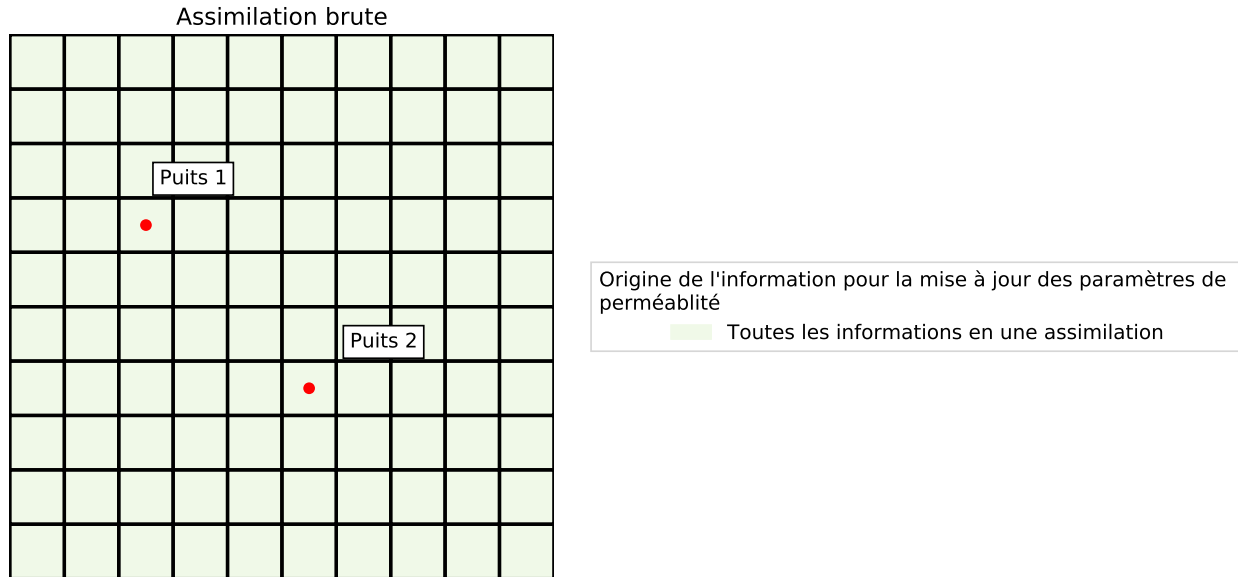 Assimilation brute
Puits 1
Puits 2
Origine de l'information pour la mise à jour des paramètres de
perméablité
Toutes les informations en une assimilation